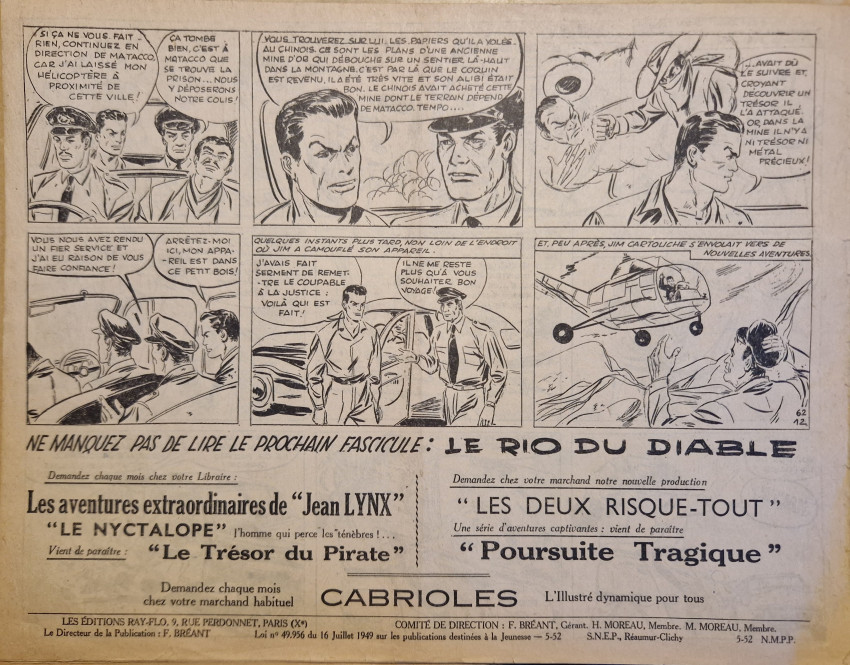 SI ÇA NE VOUS FAIT
RIEN, CONTINUEZ EN
DIRECTION DE MATACCO,
CAR J'AI LAISSÉ MON
HÉLICOPTÈRE À
PROXIMITÉ DE
CETTE VILLE !
ÇA TOMBE
BIEN, C'EST À
MATACCO QUE
SE TROUVE LA
PRISON... NOUS
Y DÉPOSERONS
NOTRE COLIS !
VOUS TROUVEREZ SUR LUI, LES PAPIERS QU'IL A VOLÉS
AU CHINOIS. CE SONT LES PLANS D'UNE ANCIENNE
MINE D'OR QUI DÉBOUCHE SUR UN SENTIER LÀ-HAUT
DANS LA MONTAGNE. C'EST PAR LÀ QUE LE COQUIN
EST REVENU, IL A ÉTÉ TRÈS VITE ET SON ALIBI ÉTAIT
BON. LE CHINOIS AVAIT ACHETÉ CETTE
MINE DONT LE TERRAIN DÉPEND
DE MATACCO. TEMPO....
...AVAIT DÛ
LE SUIVRE ET,
CROYANT
DÉCOUVRIR UN
TRÉSOR IL
L'A ATTAQUÉ.
OR, DANS LA
MINE IL N'Y A
NI TRÉSOR NI
MÉTAL
PRÉCIEUX !
VOUS NOUS AVEZ RENDU
UN FIER SERVICE ET
J'AI EU RAISON DE VOUS
FAIRE CONFIANCE !
ARRÊTEZ-MOI
ICI, MON APPA-
REIL EST DANS
CE PETIT BOIS !
QUELQUES INSTANTS PLUS TARD, NON LOIN DE L'ENDROIT
OÙ JIM A CAMOUFLÉ SON APPAREIL.
J'AVAIS FAIT
SERMENT DE REMET-
TRE LE COUPABLE
À LA JUSTICE :
VOILÀ QUI EST
FAIT !
IL NE ME RESTE
PLUS QU'À VOUS
SOUHAITER BON
VOYAGE !
ET, PEU APRÈS, JIM CARTOUCHE S'ENVOLAIT VERS DE
NOUVELLES AVENTURES.
62
12
NE MANQUEZ PAS DE LIRE LE PROCHAIN FASCICULE : LE RIO DU DIABLE
Demandez chaque mois chez votre Libraire :
Les aventures extraordinaires de "Jean LYNX"
"LE NYCTALOPE" l'homme qui perce les ténèbres !...
Vient de paraître : "Le Trésor du Pirate"
Demandez chez votre marchand notre nouvelle production
"LES DEUX RISQUE-TOUT"
Une série d'aventures captivantes : vient de paraître
"Poursuite Tragique"
Demandez chaque mois
chez votre marchand habituel
CABRIOLES
L'Illustré dynamique pour tous
LES ÉDITIONS RAY-FLO, 9, RUE PERDONNET, PARIS (Xe) COMITÉ DE DIRECTION : F. BRÉANT, Gérant. H. MOREAU, Membre. M. MOREAU, Membre.
Le Directeur de la Publication : F. BRÉANT Loi nº 49.956 du 16 Juillet 1949 sur les publications destinées à la Jeunesse — 5-52 S.N.E.P., Réaumur-Clichy 5-52 N.M.P.P.